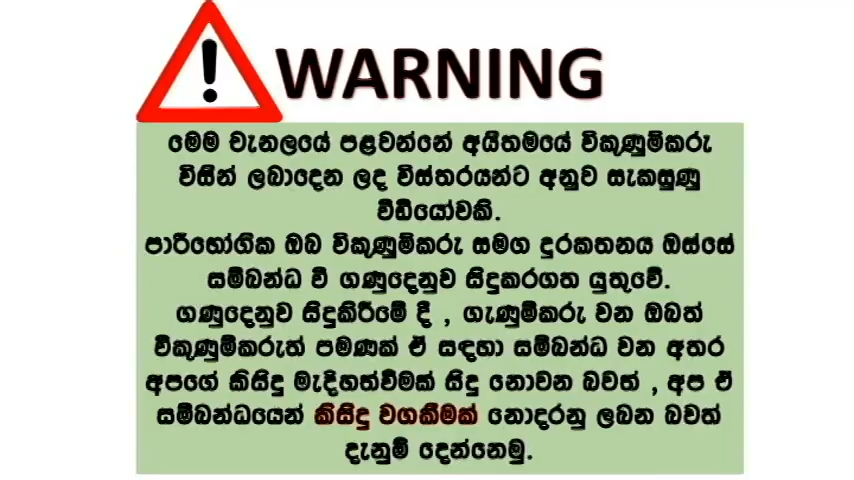 WARNING
මෙම චැනලයේ පළවන්නේ අයිතමයේ විකුණුම්කරු
විසින් ලබාදෙන ලද විස්තරයන්ට අනුව සැකසුණු
වීඩියෝවකි.
පාරිභෝගික ඔබ විකුණුම්කරු සමග දුරකතනය ඔස්සේ
සම්බන්ධ වී ගණුදෙනුව සිදුකරගත යුතුවේ.
ගණුදෙනුව සිදුකිරීමේ දී , ගැණුම්කරු වන ඔබත්
විකුණුම්කරුත් පමණක් ඒ සඳහා සම්බන්ධ වන අතර
අපගේ කිසිදු මැදිහත්වීමක් සිදු නොවන බවත් , අප ඒ
සම්බන්ධයෙන් කිසිදු වගකීමක් නොදරනු ලබන බවත්
දැනුම් දෙන්නෙමු.